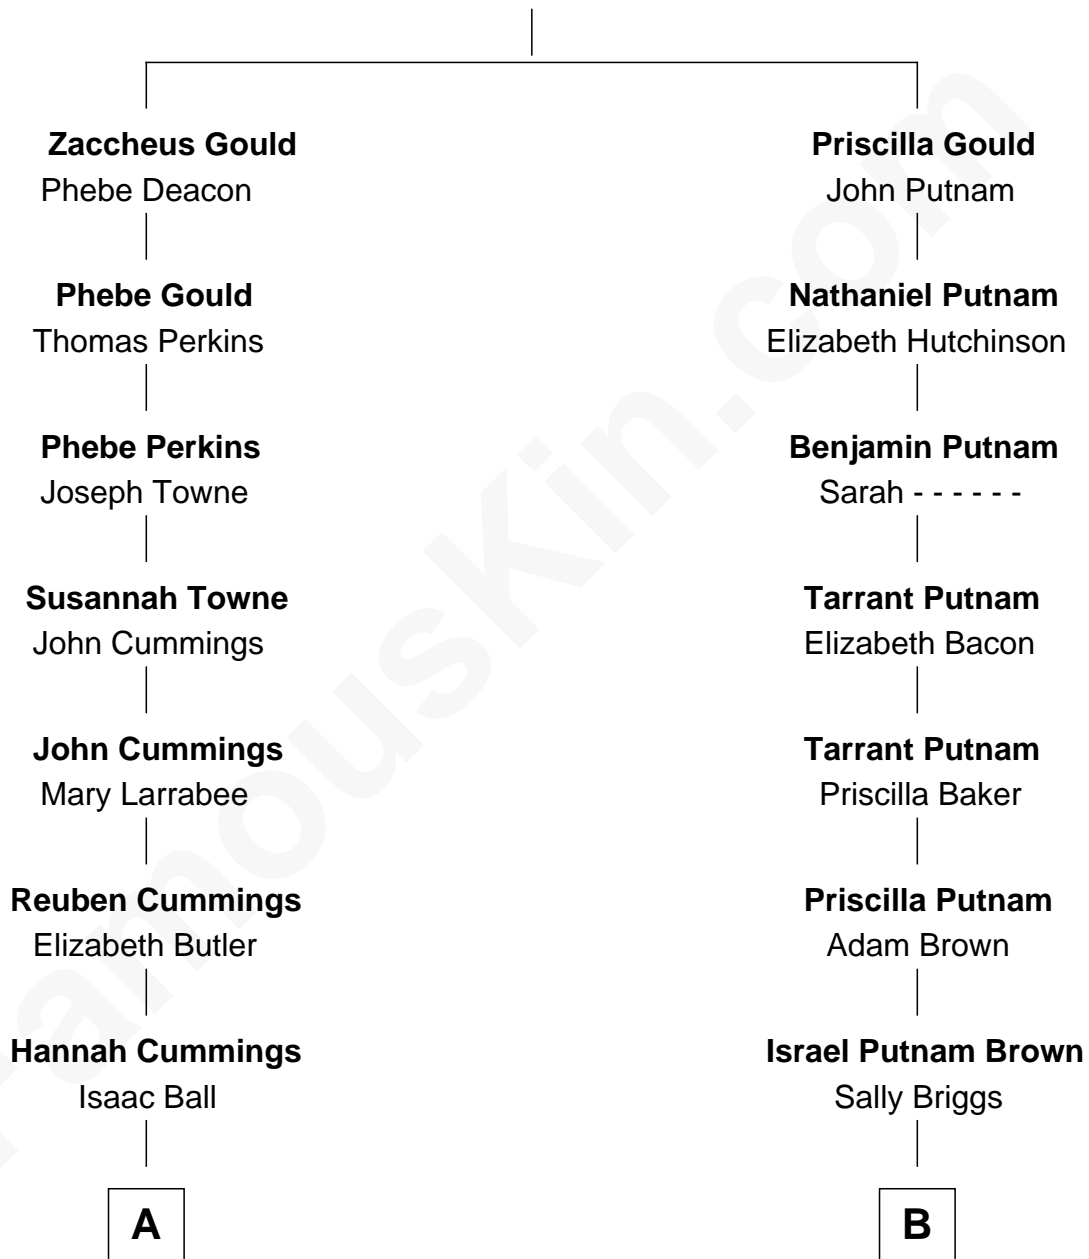 Zaccheus Gould
Phebe Deacon
Phebe Gould
Thomas Perkins
Phebe Perkins
Joseph Towne
Susannah Towne
John Cummings
John Cummings
Mary Larrabee
Reuben Cummings
Elizabeth Butler
Hannah Cummings
Isaac Ball
A
Priscilla Gould
John Putnam
Nathaniel Putnam
Elizabeth Hutchinson
Benjamin Putnam
Sarah - - - - - -
Tarrant Putnam
Elizabeth Bacon
Tarrant Putnam
Priscilla Baker
Priscilla Putnam
Adam Brown
Israel Putnam Brown
Sally Briggs
B
FamousKin.com